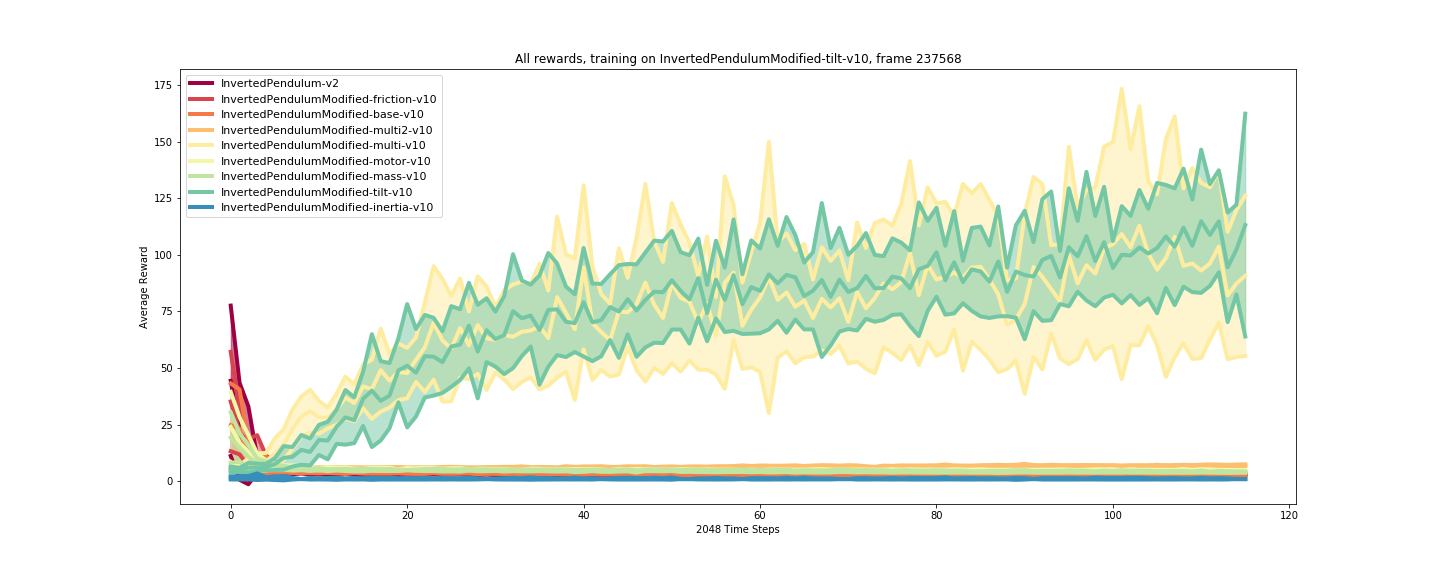 All rewards, training on InvertedPendulumModified-tilt-v10, frame 237568
InvertedPendulum-v2
InvertedPendulumModified-friction-v10
InvertedPendulumModified-base-v10
InvertedPendulumModified-multi2-v10
InvertedPendulumModified-multi-v10
InvertedPendulumModified-motor-v10
InvertedPendulumModified-mass-v10
InvertedPendulumModified-tilt-v10
InvertedPendulumModified-inertia-v10
Average Reward
175
150
125
100
75
50
25
0
0 20 40 60 80 100 120
2048 Time Steps